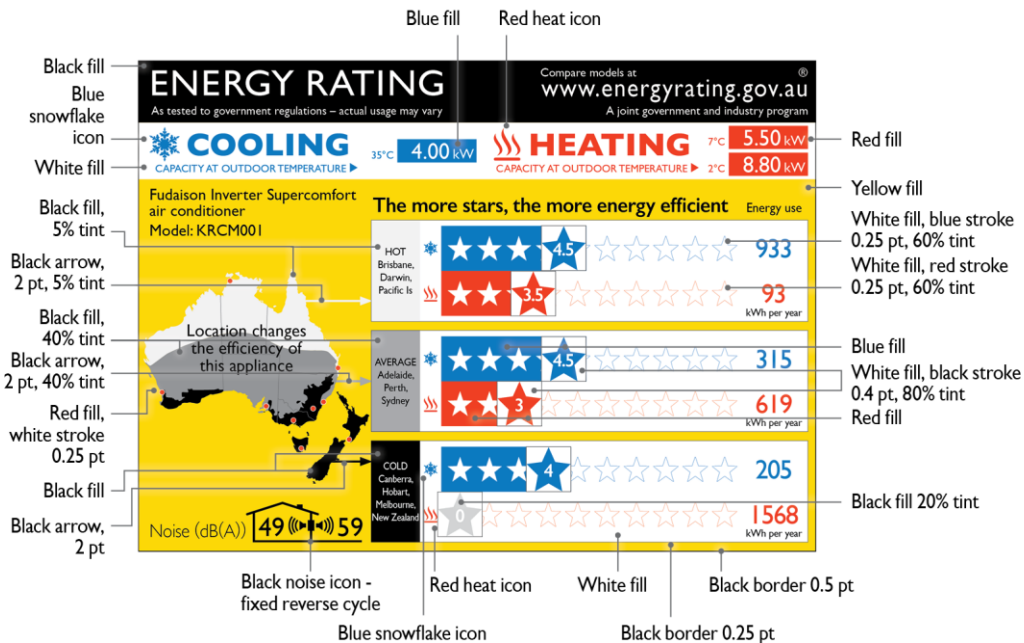 Blue fill
Red heat icon
Black fill
Blue
snowflake
icon
White fill
ENERGY RATING
As tested to government regulations – actual usage may vary
Compare models at
www.energyrating.gov.au
®
A joint government and industry program
COOLING
CAPACITY AT OUTDOOR TEMPERATURE ▶
35°C
4.00 kW
HEATING
CAPACITY AT OUTDOOR TEMPERATURE ▶
7°C
5.50 kW
2°C
8.80 kW
Red fill
Yellow fill
Fudaison Inverter Supercomfort
air conditioner
Model: KRCM001
The more stars, the more energy efficient
Energy use
Black fill,
5% tint
Black arrow,
2 pt, 5% tint
Black fill,
40% tint
Black arrow,
2 pt, 40% tint
Red fill,
white stroke
0.25 pt
Black fill
Black arrow,
2 pt
Location changes
the efficiency of
this appliance
HOT
Brisbane,
Darwin,
Pacific Is
4.5
933
3.5
93
kWh per year
White fill, blue stroke
0.25 pt, 60% tint
White fill, red stroke
0.25 pt, 60% tint
AVERAGE
Adelaide,
Perth,
Sydney
4.5
315
3
619
kWh per year
Blue fill
White fill, black stroke
0.4 pt, 80% tint
Red fill
COLD
Canberra,
Hobart,
Melbourne,
New Zealand
4
205
0
1568
kWh per year
Black fill 20% tint
Noise (dB(A))
49
59
Black noise icon -
fixed reverse cycle
Red heat icon
White fill
Black border 0.5 pt
Blue snowflake icon
Black border 0.25 pt